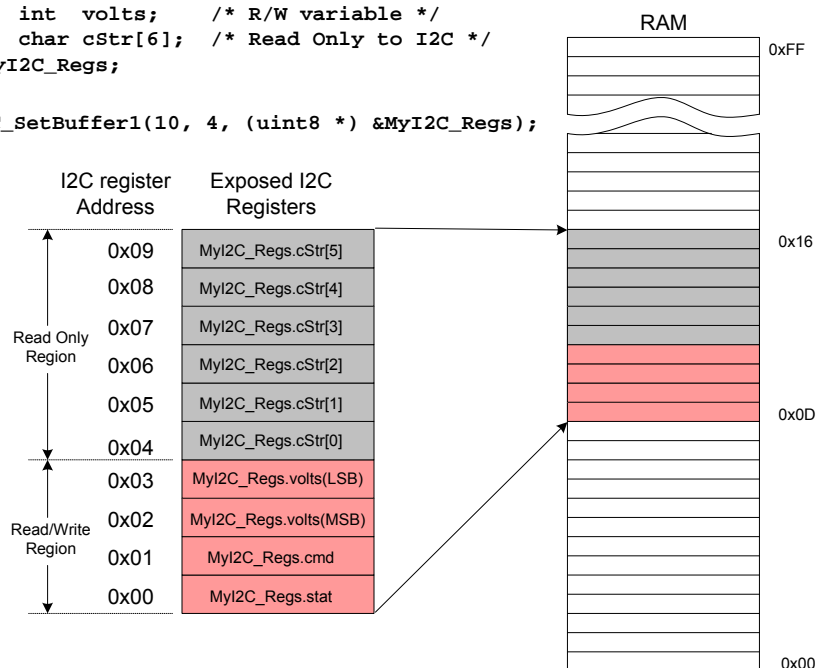 int volts; /* R/W variable */
char cStr[6]; /* Read Only to I2C */
yI2C_Regs;
_SetBuffer1(10, 4, (uint8 *) &MyI2C_Regs);
RAM
0xFF
I2C register
Address
Exposed I2C
Registers
0x09 MyI2C_Regs.cStr[5]
0x16
0x08 MyI2C_Regs.cStr[4]
0x07 MyI2C_Regs.cStr[3]
Read Only
Region
0x06 MyI2C_Regs.cStr[2]
0x05 MyI2C_Regs.cStr[1]
0x0D
0x04 MyI2C_Regs.cStr[0]
0x03 MyI2C_Regs.volts(LSB)
0x02 MyI2C_Regs.volts(MSB)
Read/Write
Region
0x01 MyI2C_Regs.cmd
0x00 MyI2C_Regs.stat
0x00